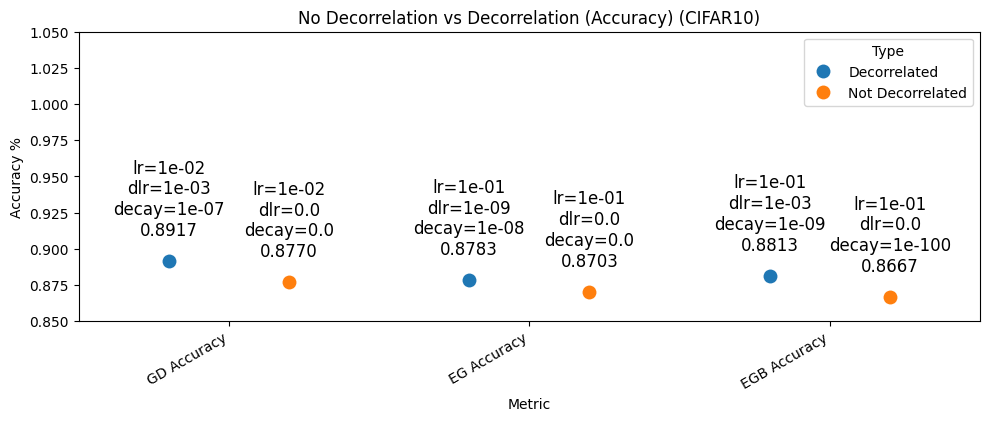 No Decorrelation vs Decorrelation (Accuracy) (CIFAR10)
Accuracy %
1.050
1.025
1.000
0.975
0.950
0.925
0.900
0.875
0.850
Type
Decorrelated
Not Decorrelated
lr=1e-02
dlr=1e-03
decay=1e-07
0.8917
lr=1e-02
dlr=0.0
decay=0.0
0.8770
lr=1e-01
dlr=1e-09
decay=1e-08
0.8783
lr=1e-01
dlr=0.0
decay=0.0
0.8703
lr=1e-01
dlr=1e-03
decay=1e-09
0.8813
lr=1e-01
dlr=0.0
decay=1e-100
0.8667
GD Accuracy
EG Accuracy
EGB Accuracy
Metric